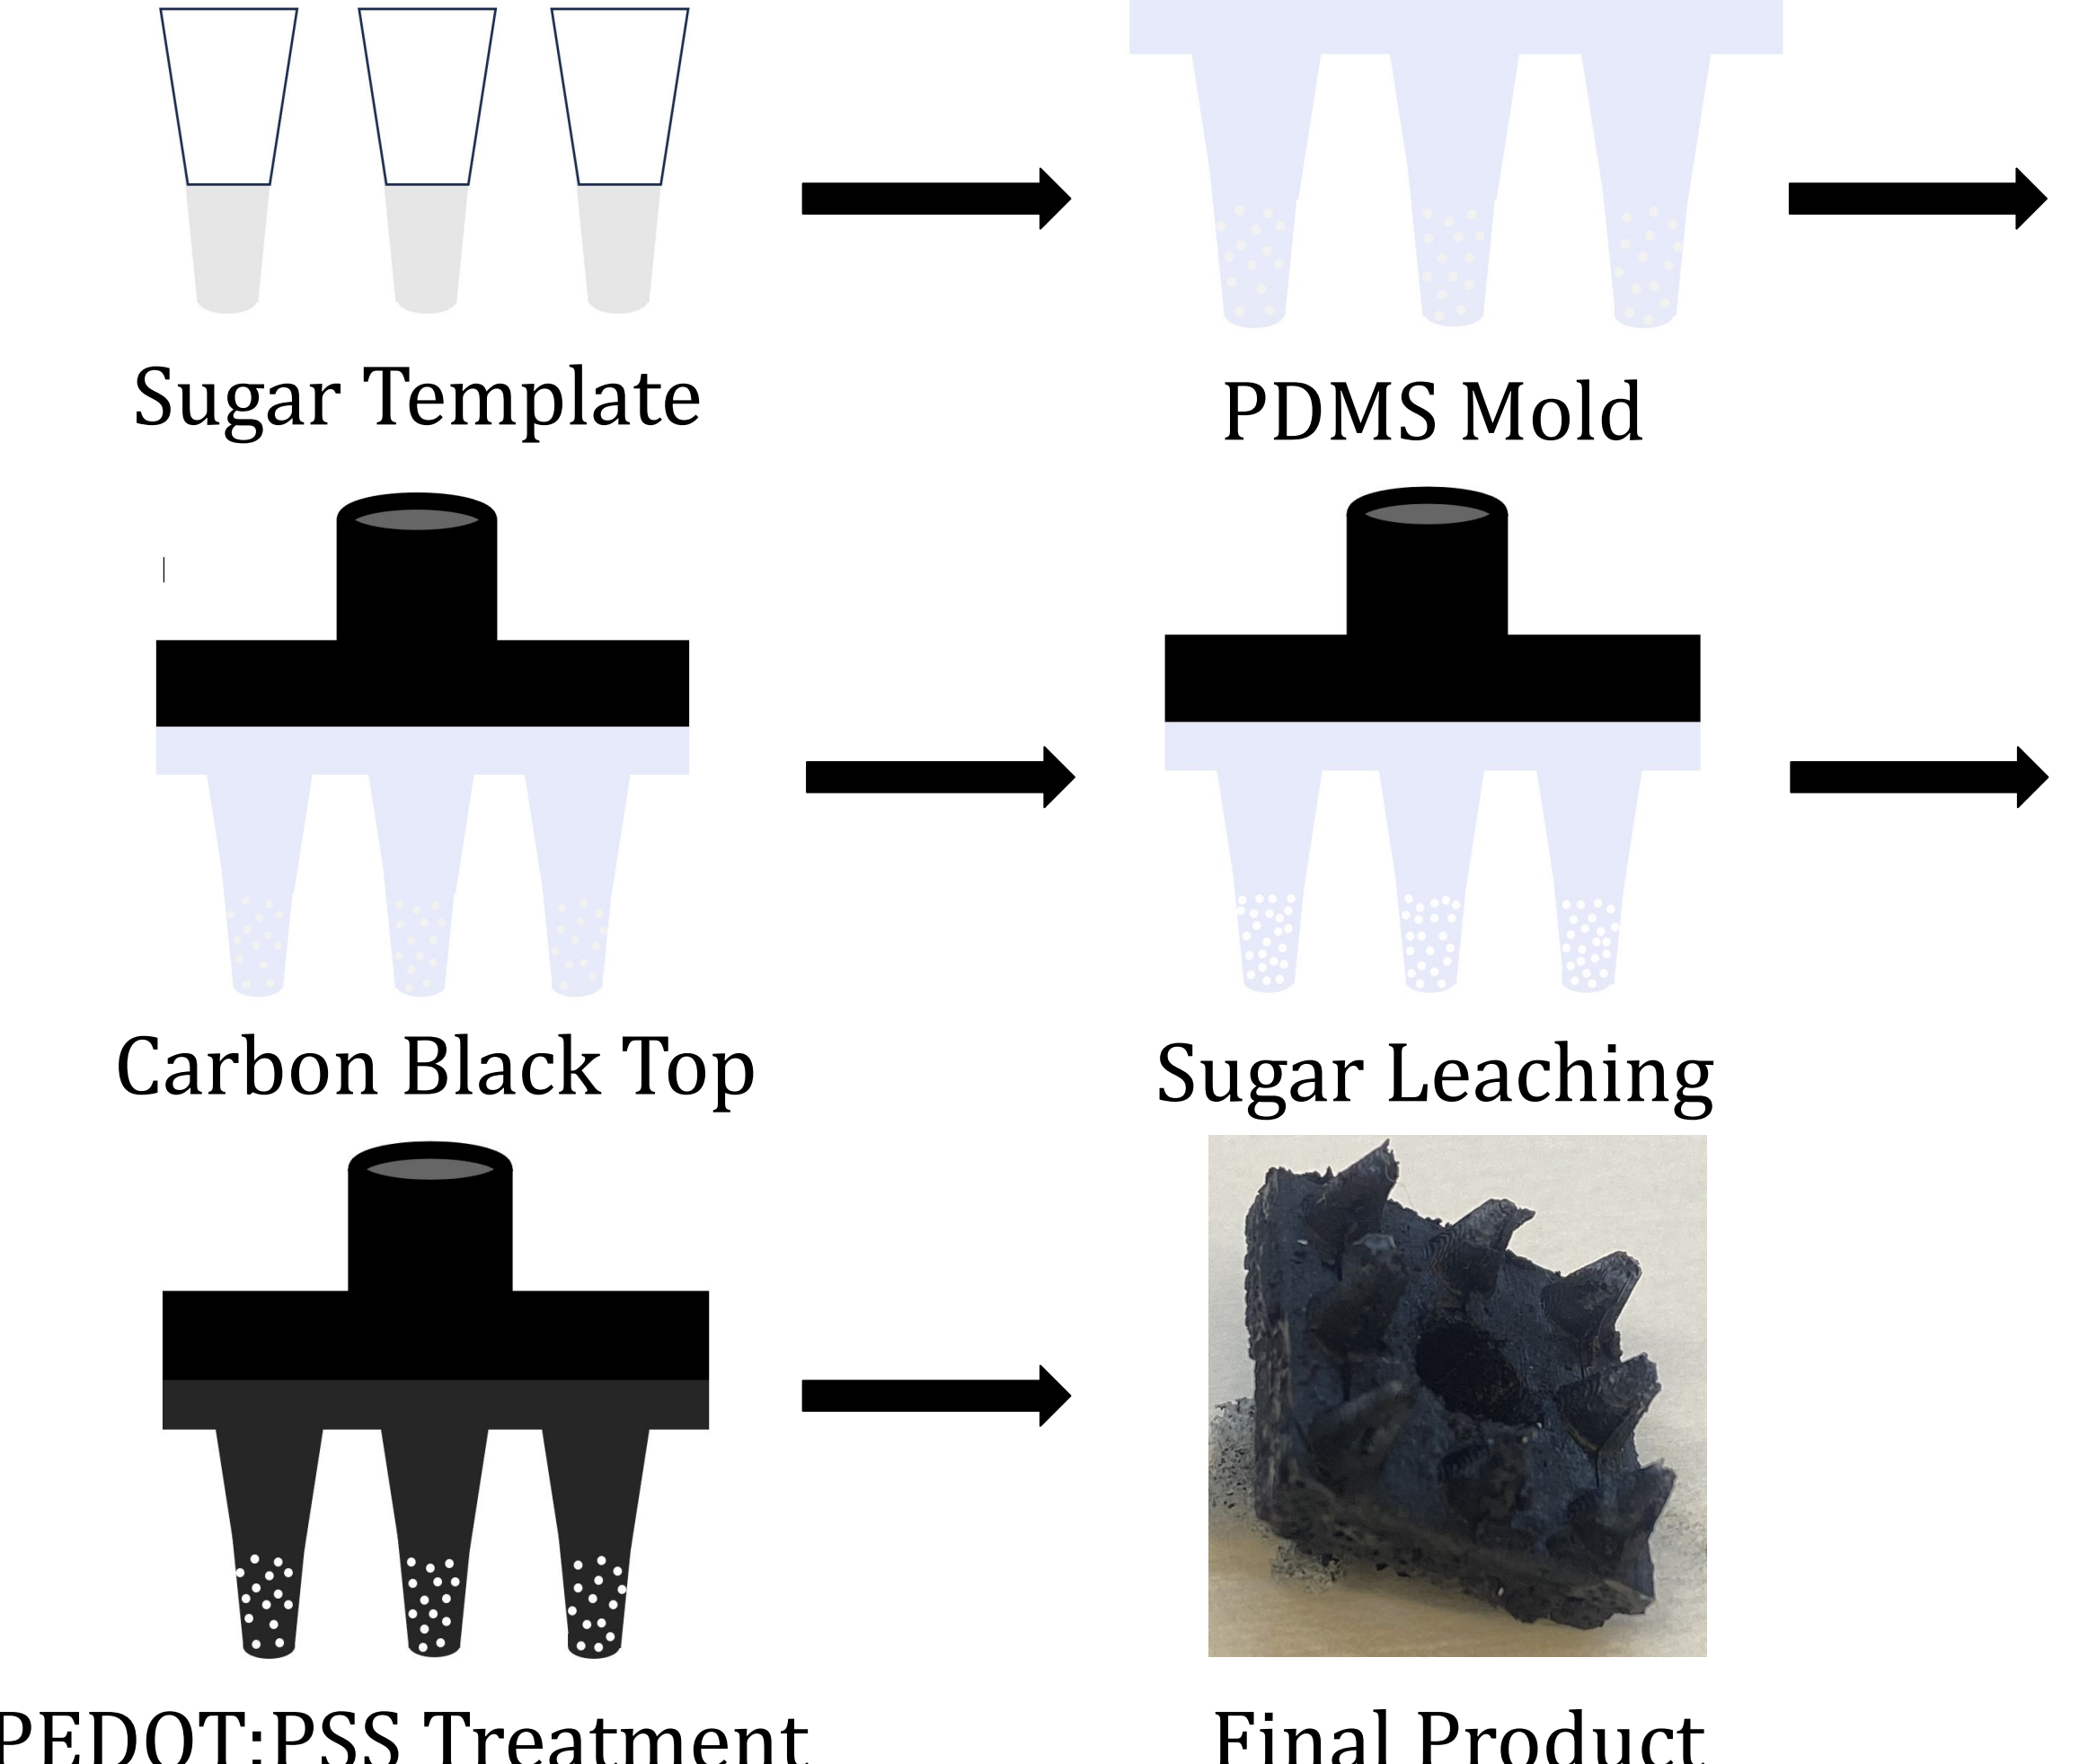 Sugar Template
PDMS Mold
Carbon Black Top
Sugar Leaching
PEDOT:PSS Treatment
Final Product